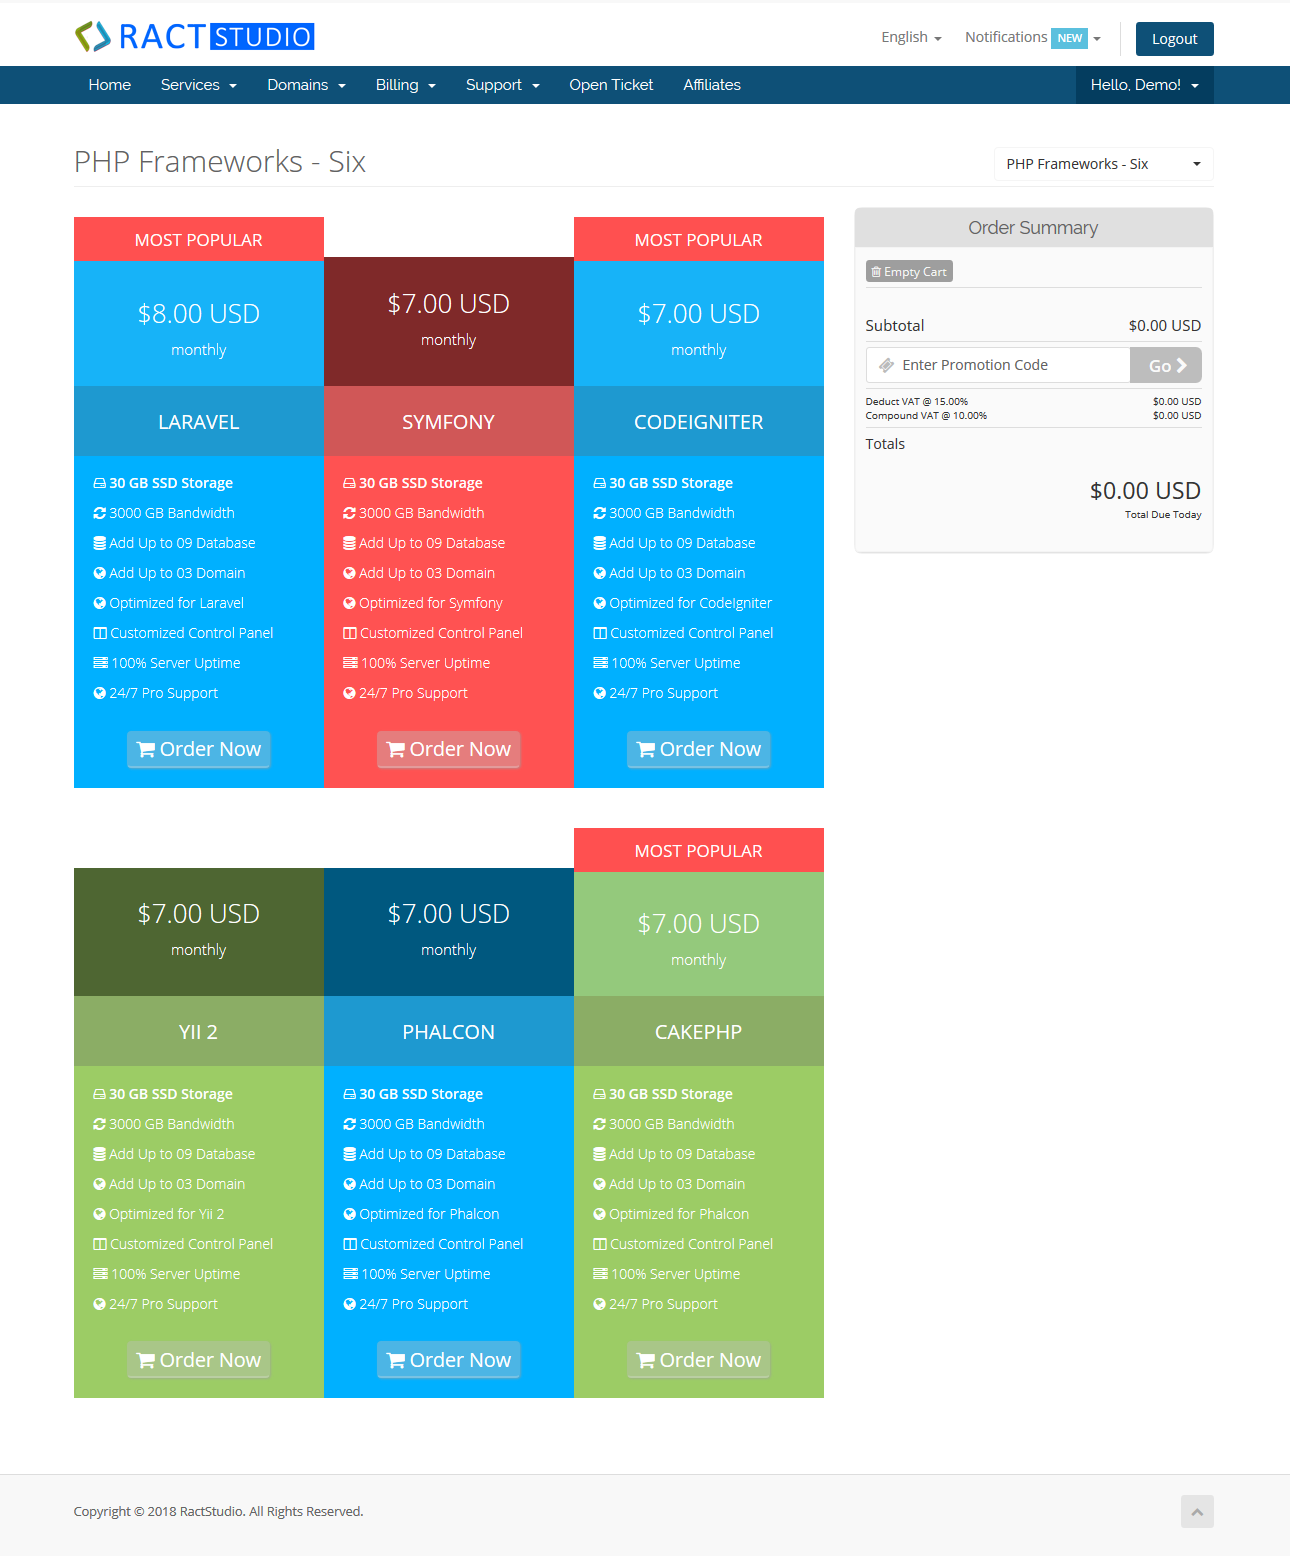 RACT STUDIO
English
Notifications NEW
Logout
Home Services Domains Billing Support Open Ticket Affiliates Hello, Demo!
PHP Frameworks - Six
PHP Frameworks - Six
MOST POPULAR
$8.00 USD
monthly
LARAVEL
30 GB SSD Storage
3000 GB Bandwidth
Add Up to 09 Database
Add Up to 03 Domain
Optimized for Laravel
Customized Control Panel
100% Server Uptime
24/7 Pro Support
Order Now
$7.00 USD
monthly
SYMFONY
30 GB SSD Storage
3000 GB Bandwidth
Add Up to 09 Database
Add Up to 03 Domain
Optimized for Symfony
Customized Control Panel
100% Server Uptime
24/7 Pro Support
Order Now
MOST POPULAR
$7.00 USD
monthly
CODEIGNITER
30 GB SSD Storage
3000 GB Bandwidth
Add Up to 09 Database
Add Up to 03 Domain
Optimized for CodeIgniter
Customized Control Panel
100% Server Uptime
24/7 Pro Support
Order Now
Order Summary
Empty Cart
Subtotal $0.00 USD
Enter Promotion Code Go
Deduct VAT @ 15.00% $0.00 USD
Compound VAT @ 10.00% $0.00 USD
Totals
$0.00 USD
Total Due Today
$7.00 USD
monthly
YII 2
30 GB SSD Storage
3000 GB Bandwidth
Add Up to 09 Database
Add Up to 03 Domain
Optimized for Yii 2
Customized Control Panel
100% Server Uptime
24/7 Pro Support
Order Now
$7.00 USD
monthly
PHALCON
30 GB SSD Storage
3000 GB Bandwidth
Add Up to 09 Database
Add Up to 03 Domain
Optimized for Phalcon
Customized Control Panel
100% Server Uptime
24/7 Pro Support
Order Now
MOST POPULAR
$7.00 USD
monthly
CAKEPHP
30 GB SSD Storage
3000 GB Bandwidth
Add Up to 09 Database
Add Up to 03 Domain
Optimized for Phalcon
Customized Control Panel
100% Server Uptime
24/7 Pro Support
Order Now
Copyright © 2018 RactStudio. All Rights Reserved.